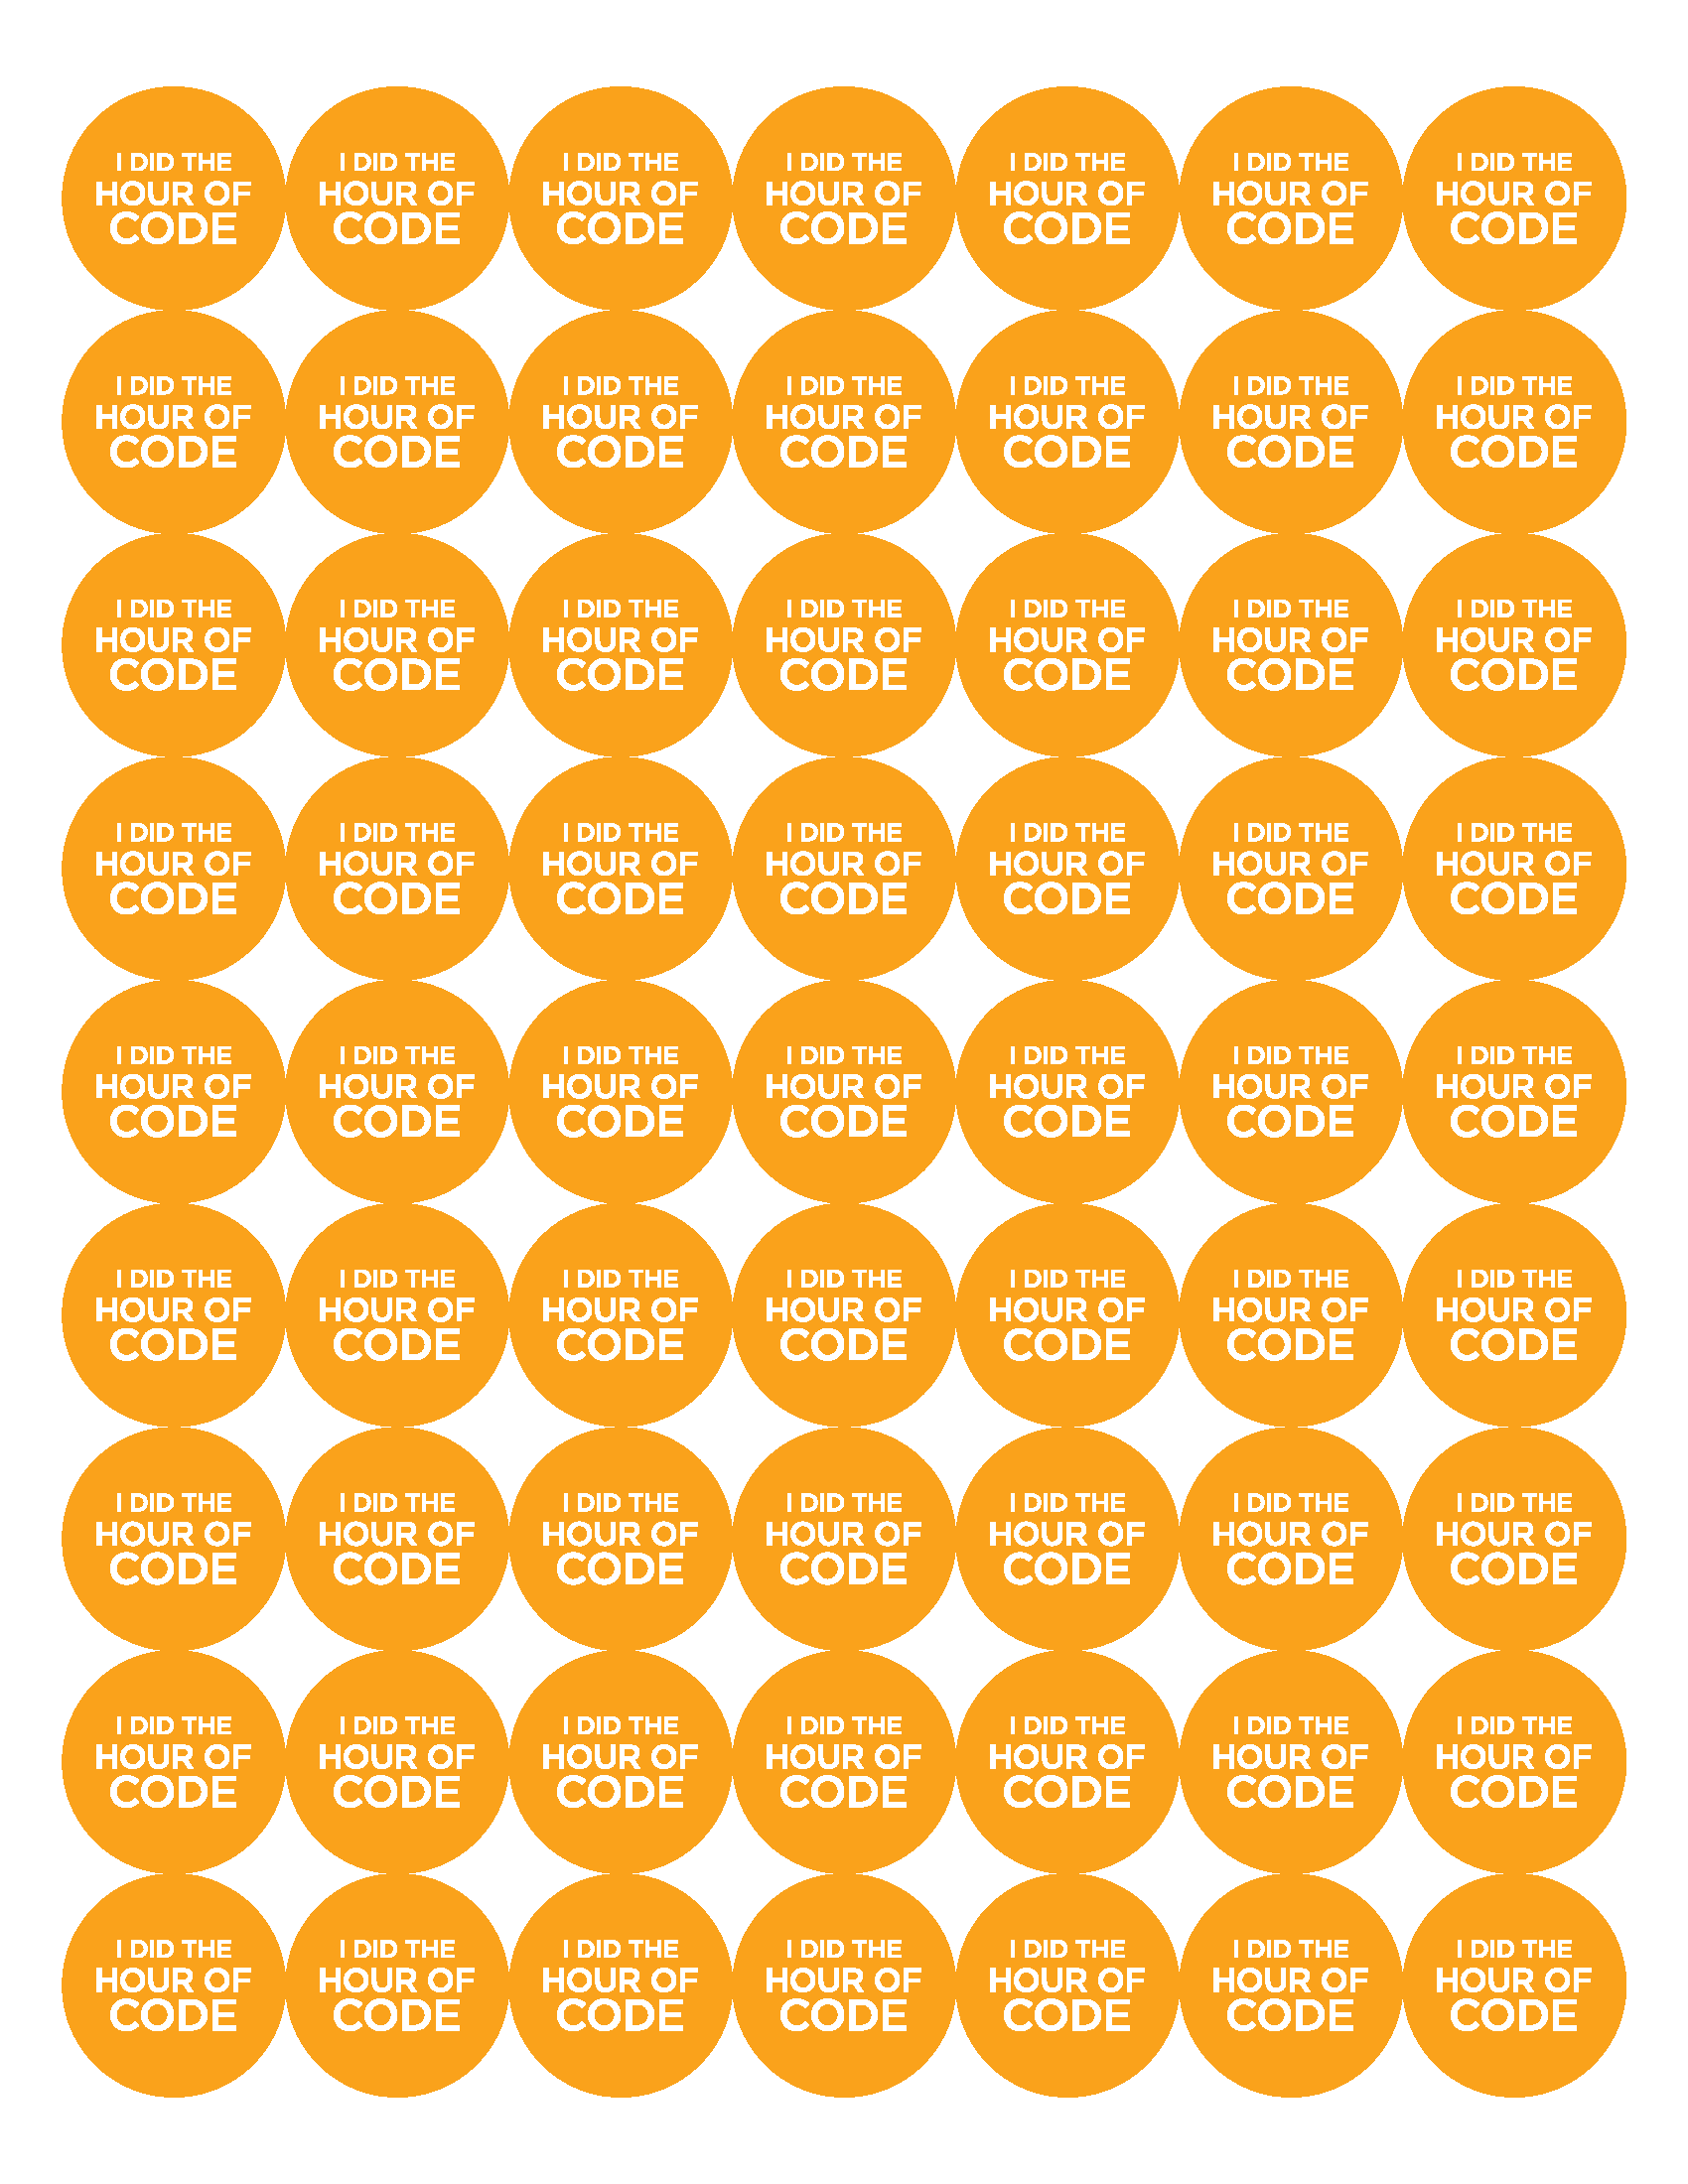 I DID THE
HOUR OF
CODE
I DID THE
HOUR OF
CODE
I DID THE
HOUR OF
CODE
I DID THE
HOUR OF
CODE
I DID THE
HOUR OF
CODE
I DID THE
HOUR OF
CODE
I DID THE
HOUR OF
CODE
I DID THE
HOUR OF
CODE
I DID THE
HOUR OF
CODE
I DID THE
HOUR OF
CODE
I DID THE
HOUR OF
CODE
I DID THE
HOUR OF
CODE
I DID THE
HOUR OF
CODE
I DID THE
HOUR OF
CODE
I DID THE
HOUR OF
CODE
I DID THE
HOUR OF
CODE
I DID THE
HOUR OF
CODE
I DID THE
HOUR OF
CODE
I DID THE
HOUR OF
CODE
I DID THE
HOUR OF
CODE
I DID THE
HOUR OF
CODE
I DID THE
HOUR OF
CODE
I DID THE
HOUR OF
CODE
I DID THE
HOUR OF
CODE
I DID THE
HOUR OF
CODE
I DID THE
HOUR OF
CODE
I DID THE
HOUR OF
CODE
I DID THE
HOUR OF
CODE
I DID THE
HOUR OF
CODE
I DID THE
HOUR OF
CODE
I DID THE
HOUR OF
CODE
I DID THE
HOUR OF
CODE
I DID THE
HOUR OF
CODE
I DID THE
HOUR OF
CODE
I DID THE
HOUR OF
CODE
I DID THE
HOUR OF
CODE
I DID THE
HOUR OF
CODE
I DID THE
HOUR OF
CODE
I DID THE
HOUR OF
CODE
I DID THE
HOUR OF
CODE
I DID THE
HOUR OF
CODE
I DID THE
HOUR OF
CODE
I DID THE
HOUR OF
CODE
I DID THE
HOUR OF
CODE
I DID THE
HOUR OF
CODE
I DID THE
HOUR OF
CODE
I DID THE
HOUR OF
CODE
I DID THE
HOUR OF
CODE
I DID THE
HOUR OF
CODE
I DID THE
HOUR OF
CODE
I DID THE
HOUR OF
CODE
I DID THE
HOUR OF
CODE
I DID THE
HOUR OF
CODE
I DID THE
HOUR OF
CODE
I DID THE
HOUR OF
CODE
I DID THE
HOUR OF
CODE
I DID THE
HOUR OF
CODE
I DID THE
HOUR OF
CODE
I DID THE
HOUR OF
CODE
I DID THE
HOUR OF
CODE
I DID THE
HOUR OF
CODE
I DID THE
HOUR OF
CODE
I DID THE
HOUR OF
CODE